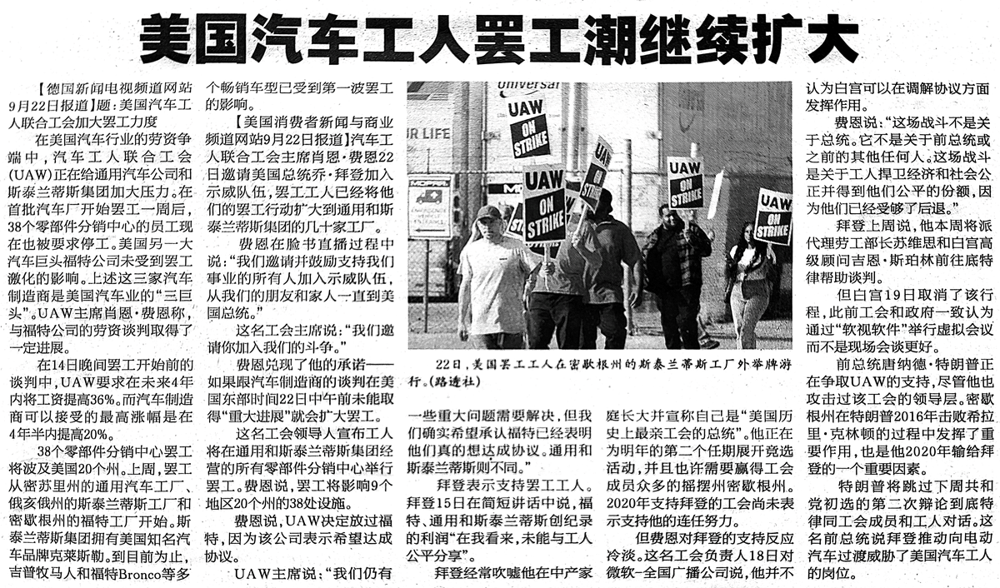 美国汽车工人罢工潮继续扩大
【德国新闻电视频道网站
9月22日报道】题：美国汽车工
人联合工会加大罢工力度
在美国汽车行业的劳资争
端中，汽车工人联合工会
(UAW)正在给通用汽车公司和
斯泰兰蒂斯集团加大压力。在
首批汽车厂开始罢工一周后，
38个零部件分销中心的员工现
在也被要求停工。美国另一大
汽车巨头福特公司未受到罢工
激化的影响。上述这三家汽车
制造商是美国汽车业的“三巨
头”。UAW主席肖恩·费恩称，
与福特公司的劳资谈判取得了
一定进展。
在14日晚间罢工开始前的
谈判中，UAW要求在未来4年
内将工资提高36%。而汽车制造
商可以接受的最高涨幅是在
4年半内提高20%。
38个零部件分销中心罢工
将波及美国20个州。上周，罢工
从密苏里州的通用汽车工厂、
俄亥俄州的斯泰兰蒂斯工厂和
密歇根州的福特工厂开始。斯
泰兰蒂斯集团拥有美国知名汽
车品牌克莱斯勒。到目前为止，
吉普牧马人和福特Bronco等多
个畅销车型已受到第一波罢工
的影响。
【美国消费者新闻与商业
频道网站9月22日报道】汽车工
人联合工会主席肖恩·费恩22
日邀请美国总统乔·拜登加入
示威队伍，罢工工人已经将他
们的罢工行动扩大到通用和斯
泰兰蒂斯集团的几十家工厂。
费恩在脸书直播过程中
说：“我们邀请并鼓励支持我们
事业的所有人加入示威队伍，
从我们的朋友和家人一直到美
国总统。”
这名工会主席说：“我们邀
请你加入我们的斗争。”
费恩兑现了他的承诺——
如果跟汽车制造商的谈判在美
国东部时间22日中午前未能取
得“重大进展”就会扩大罢工。
这名工会领导人宣布工人
将在通用和斯泰兰蒂斯集团经
营的所有零部件分销中心举行
罢工。费恩说，罢工将影响9个
地区20个州的38处设施。
费恩说，UAW决定放过福
特，因为该公司表示希望达成
协议。
UAW主席说：“我们仍有
Universal
UR LIFE
MOPAR
UAW
ON
STRIKE
UAW
ON
STRIKE
UAW
ON
STRIKE
UAW
ON
STRIKE
UAW
ON
STRIKE
22日，美国罢工工人在密歇根州的斯泰兰蒂斯工厂外举牌游
行。(路透社)
一些重大问题需要解决，但我
们确实希望承认福特已经表明
他们真的想达成协议。通用和
斯泰兰蒂斯则不同。”
拜登表示支持罢工工人。
拜登15日在简短讲话中说，福
特、通用和斯泰兰蒂斯创纪录
的利润“在我看来，未能与工人
公平分享”。
拜登经常吹嘘他在中产家
庭长大并宣称自己是“美国历
史上最亲工会的总统”。他正在
为明年的第二个任期展开竞选
活动，并且也许需要赢得工会
成员众多的摇摆州密歇根州。
2020年支持拜登的工会尚未表
示支持他的连任努力。
但费恩对拜登的支持反应
冷淡。这名工会负责人18日对
微软-全国广播公司说，他并不
认为白宫可以在调解协议方面
发挥作用。
费恩说：“这场战斗不是关
于总统。它不是关于前总统或
之前的其他任何人。这场战斗
是关于工人捍卫经济和社会公
正并得到他们公平的份额，因
为他们已经受够了后退。”
拜登上周说，他本周将派
代理劳工部长苏维思和白宫高
级顾问吉恩·斯珀林前往底特
律帮助谈判。
但白宫19日取消了该行
程，此前工会和政府一致认为
通过“软视软件”举行虚拟会议
而不是现场会谈更好。
前总统唐纳德·特朗普正
在争取UAW的支持，尽管他也
攻击过该工会的领导层。密歇
根州在特朗普2016年击败希拉
里·克林顿的过程中发挥了重
要作用，也是他2020年输给拜
登的一个重要因素。
特朗普将跳过下周共和
党初选的第二次辩论到底特
律同工会成员和工人对话。这
名前总统说拜登推动向电动
汽车过渡威胁了美国汽车工人
的岗位。